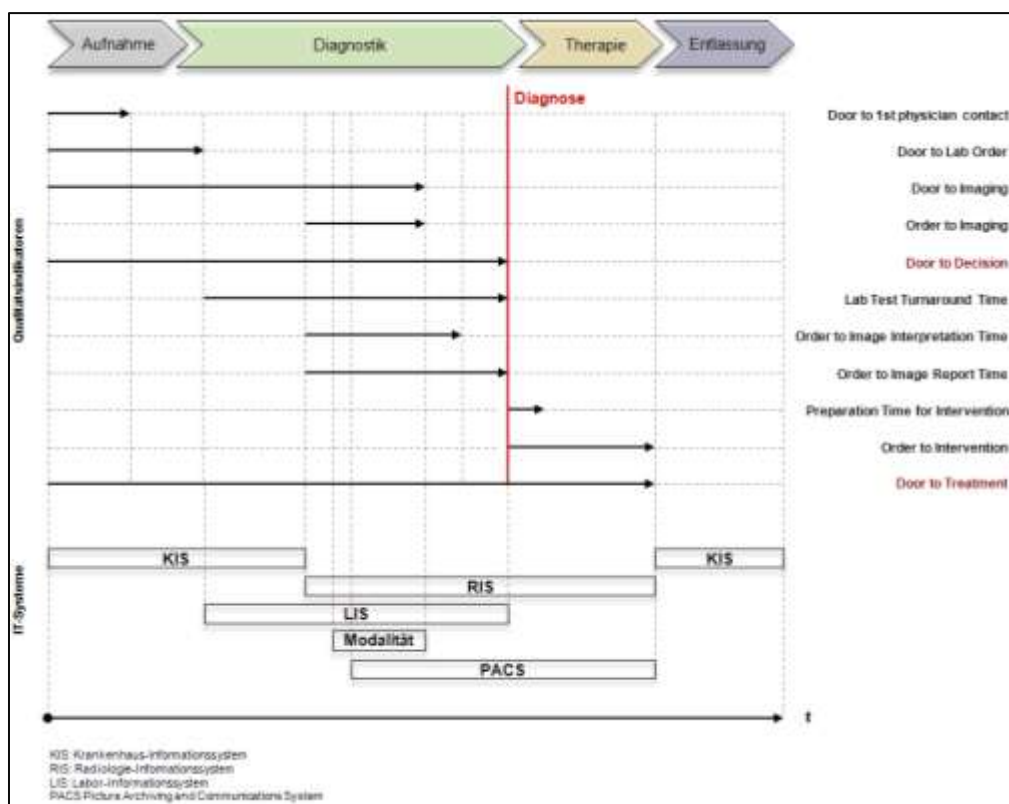 Aufnahme
Diagnostik
Therapie
Entlassung
Diagnose
Qualitätsindikatoren
Door to 1st physician contact
Door to Lab Order
Door to Imaging
Order to Imaging
Door to Decision
Lab Test Turnaround Time
Order to Image Interpretation Time
Order to Image Report Time
Preparation Time for Intervention
Order to Intervention
Door to Treatment
IT-Systeme
KIS
KIS
RIS
LIS
Modalität
PACS
t
KIS: Krankenhaus-Informationssystem
RIS: Radiologie-Informationssystem
LIS: Labor-Informationssystem
PACS Picture Archiving and Communications System